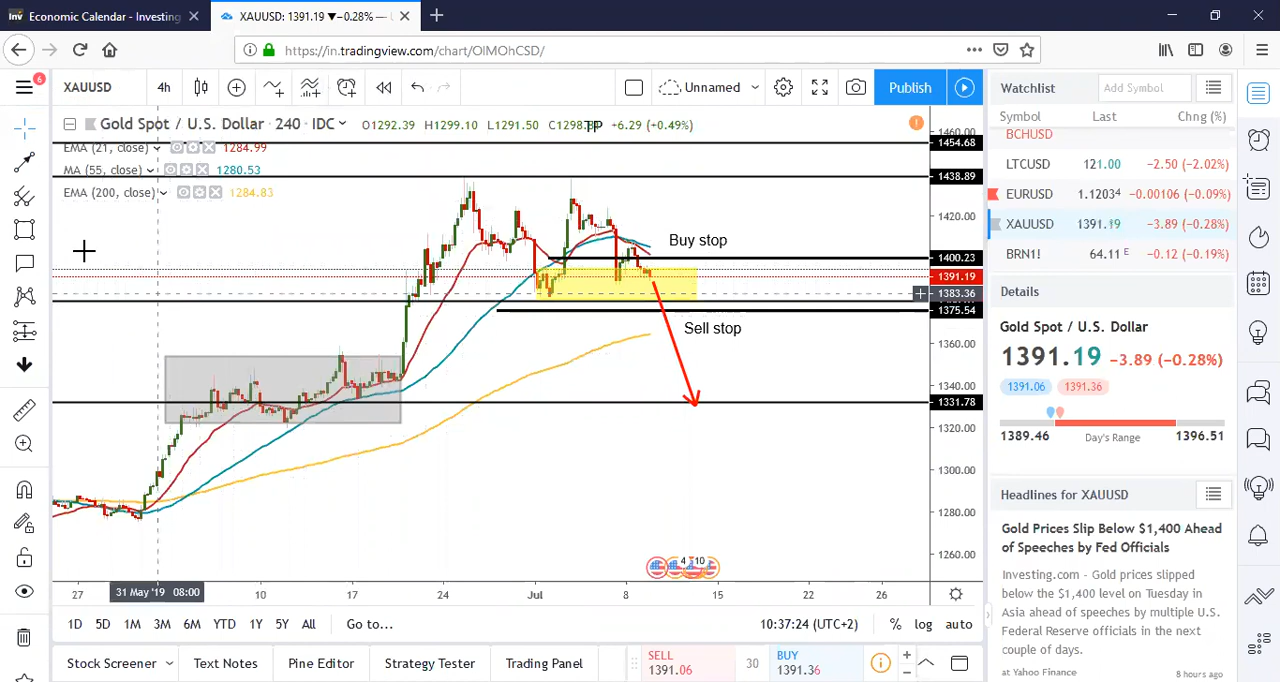 Economic Calendar - Investing
XAUUSD: 1391.19 ▼−0.28% —
https://in.tradingview.com/chart/OlMOhCSD/
6
XAUUSD
4h
Unnamed
Publish
Gold Spot / U.S. Dollar · 240 · IDC
O1292.39 H1299.10 L1291.50
+6.29 (+0.49%)
TP
EMA (21, close) 1284.99
MA (55, close) 1280.53
EMA (200, close) 1284.83
Buy stop
Sell stop
1460.00
1454.68
1438.89
1420.00
1400.23
1391.19
1383.36
1375.54
1360.00
1340.00
1331.78
1320.00
1300.00
1280.00
1260.00
4 10
27
31 May '19 08:00
10
17
24
Jul
8
15
22
26
1D 5D 1M 3M 6M YTD 1Y 5Y All Go to...
10:37:24 (UTC+2) % log auto
Stock Screener Text Notes Pine Editor Strategy Tester Trading Panel
SELL
1391.06
30
BUY
1391.36
Watchlist
Add Symbol
Symbol Last Chng (%)
BCHUSD
LTCUSD 121.00 −2.50 (−2.02%)
EURUSD 1.12034 −0.00106 (−0.09%)
XAUUSD 1391.19 −3.89 (−0.28%)
BRN1! 64.11 E −0.12 (−0.19%)
Details
Gold Spot / U.S. Dollar
1391.19 −3.89 (−0.28%)
1391.06 1391.36
1389.46 Day's Range 1396.51
Headlines for XAUUSD
Gold Prices Slip Below $1,400 Ahead
of Speeches by Fed Officials
Investing.com - Gold prices slipped
below the $1,400 level on Tuesday in
Asia ahead of speeches by multiple U.S.
Federal Reserve officials in the next
couple of days.
at Yahoo Finance 8 hours ago